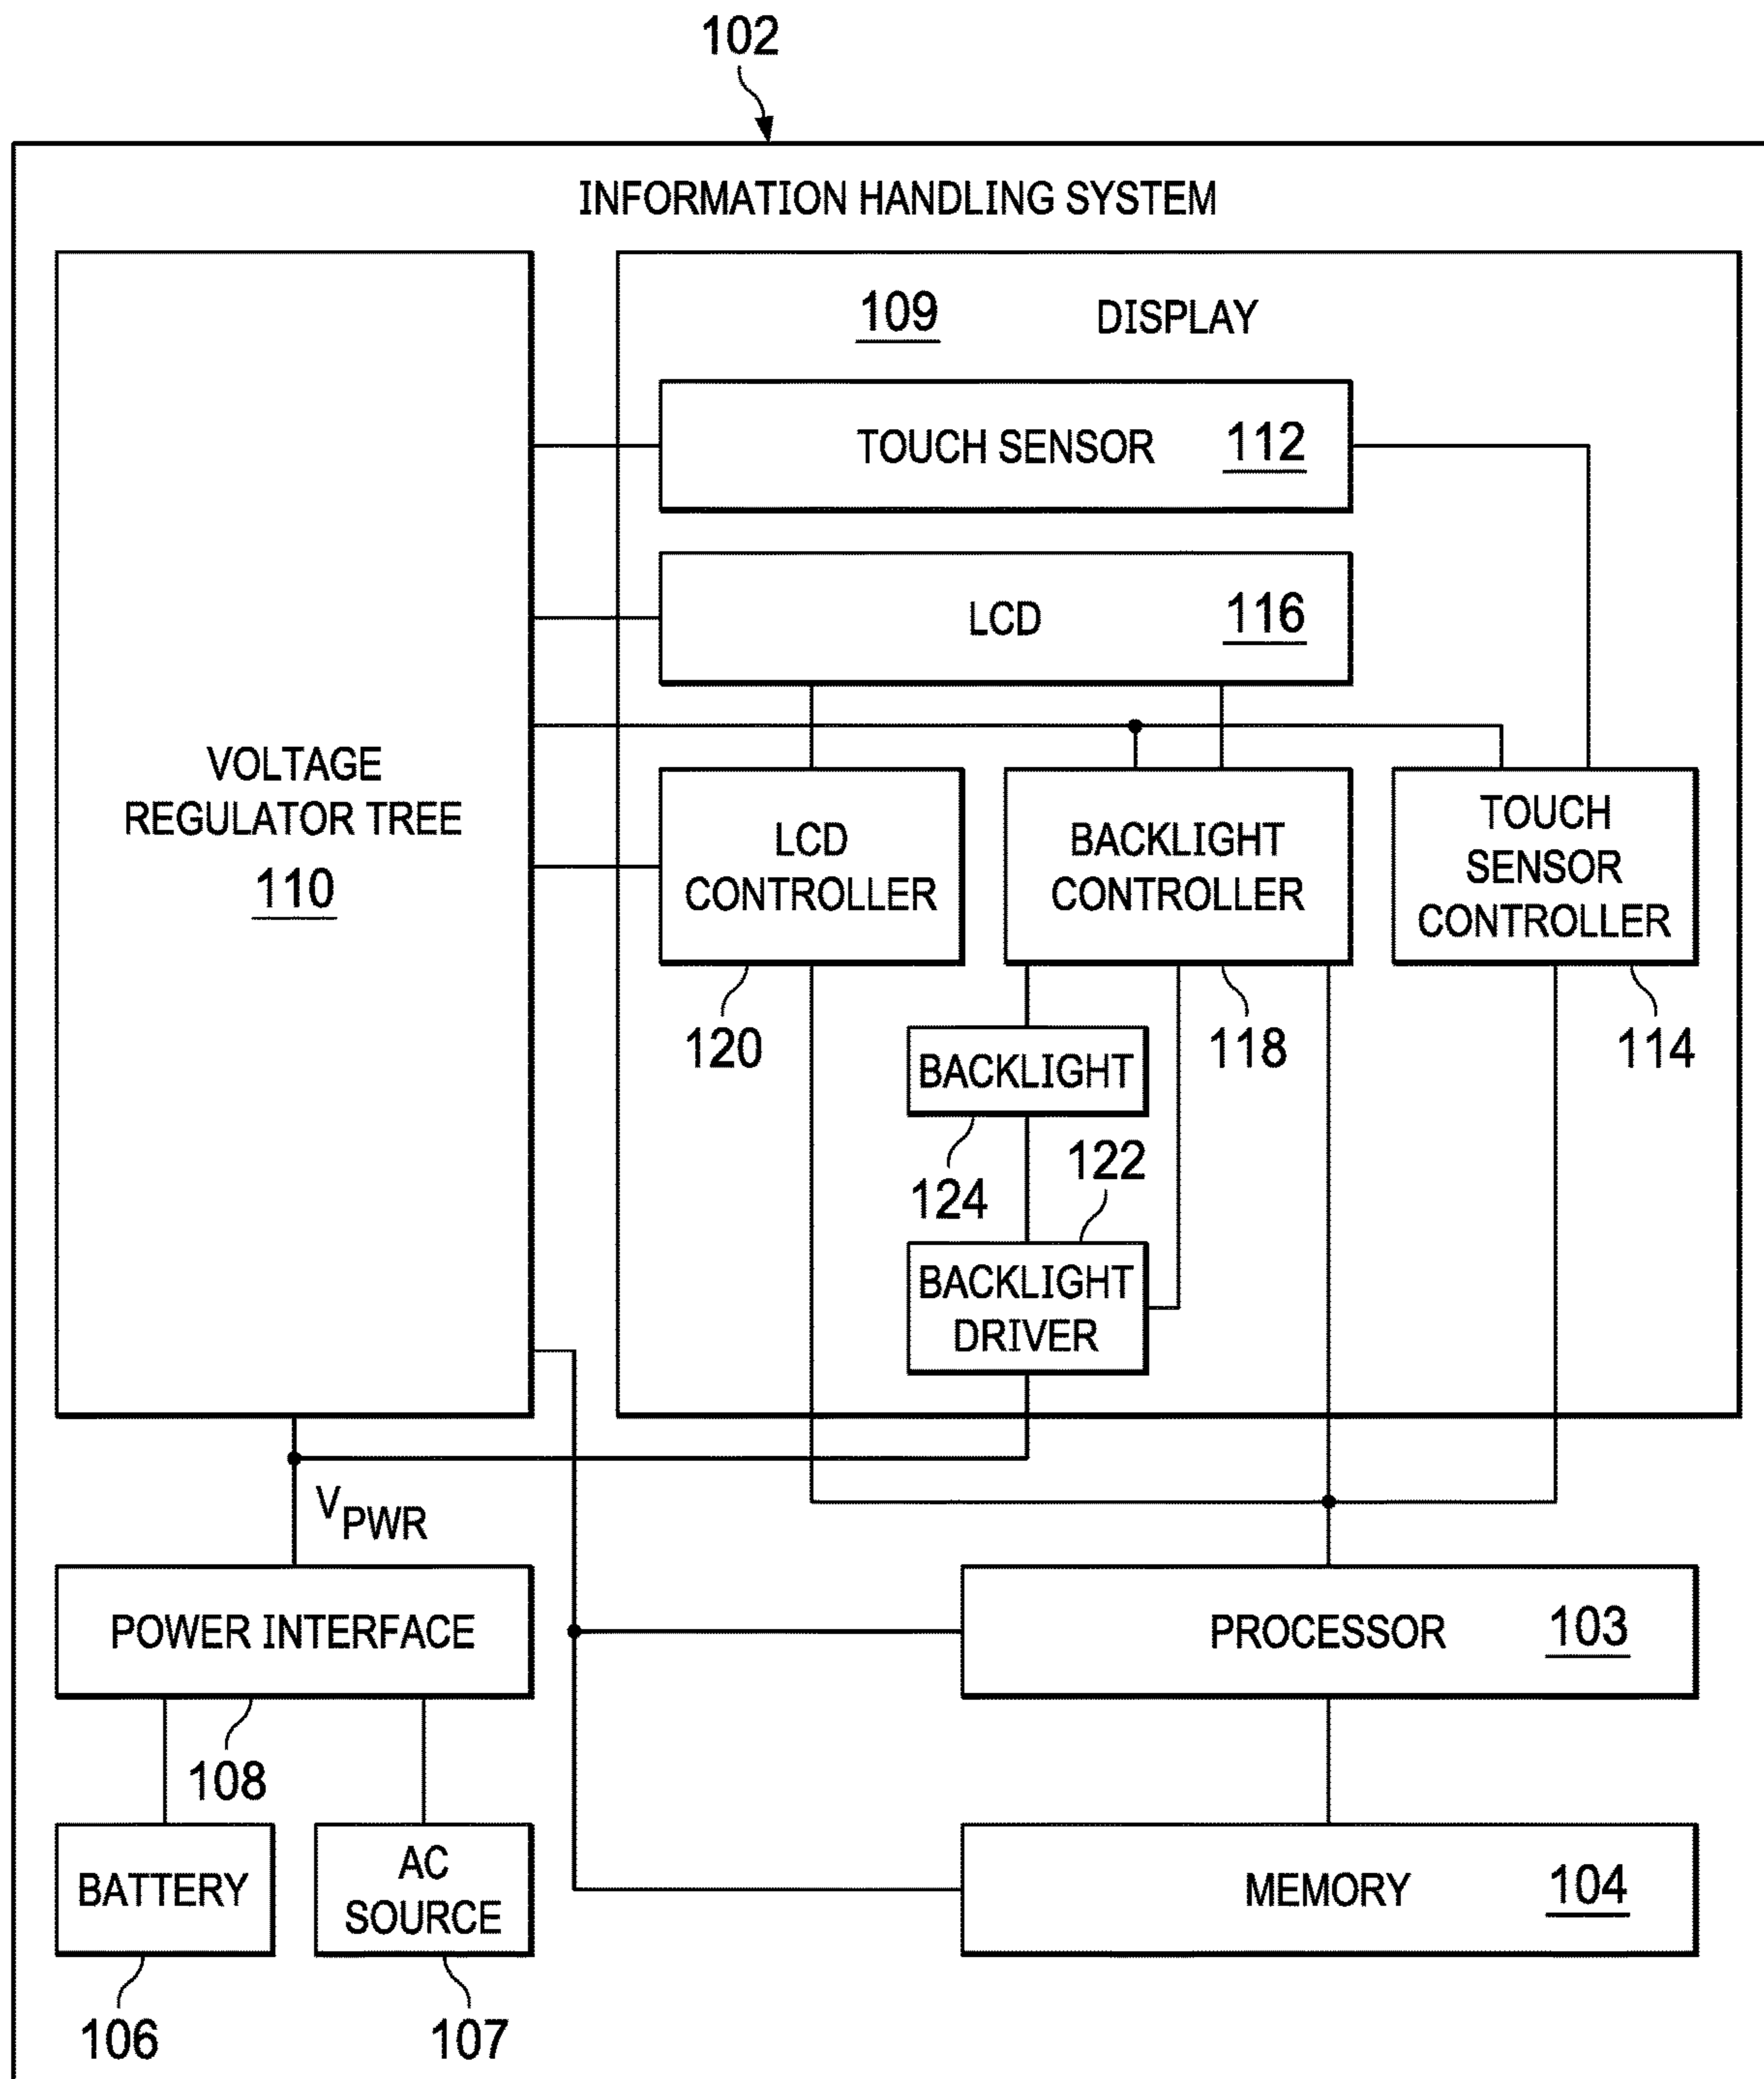 102
INFORMATION HANDLING SYSTEM
109 DISPLAY
TOUCH SENSOR 112
LCD 116
VOLTAGE
REGULATOR TREE
110
LCD
CONTROLLER
BACKLIGHT
CONTROLLER
TOUCH
SENSOR
CONTROLLER
120
118
114
BACKLIGHT
124
122
BACKLIGHT
DRIVER
VPWR
POWER INTERFACE
PROCESSOR 103
108
BATTERY
AC
SOURCE
MEMORY 104
106
107